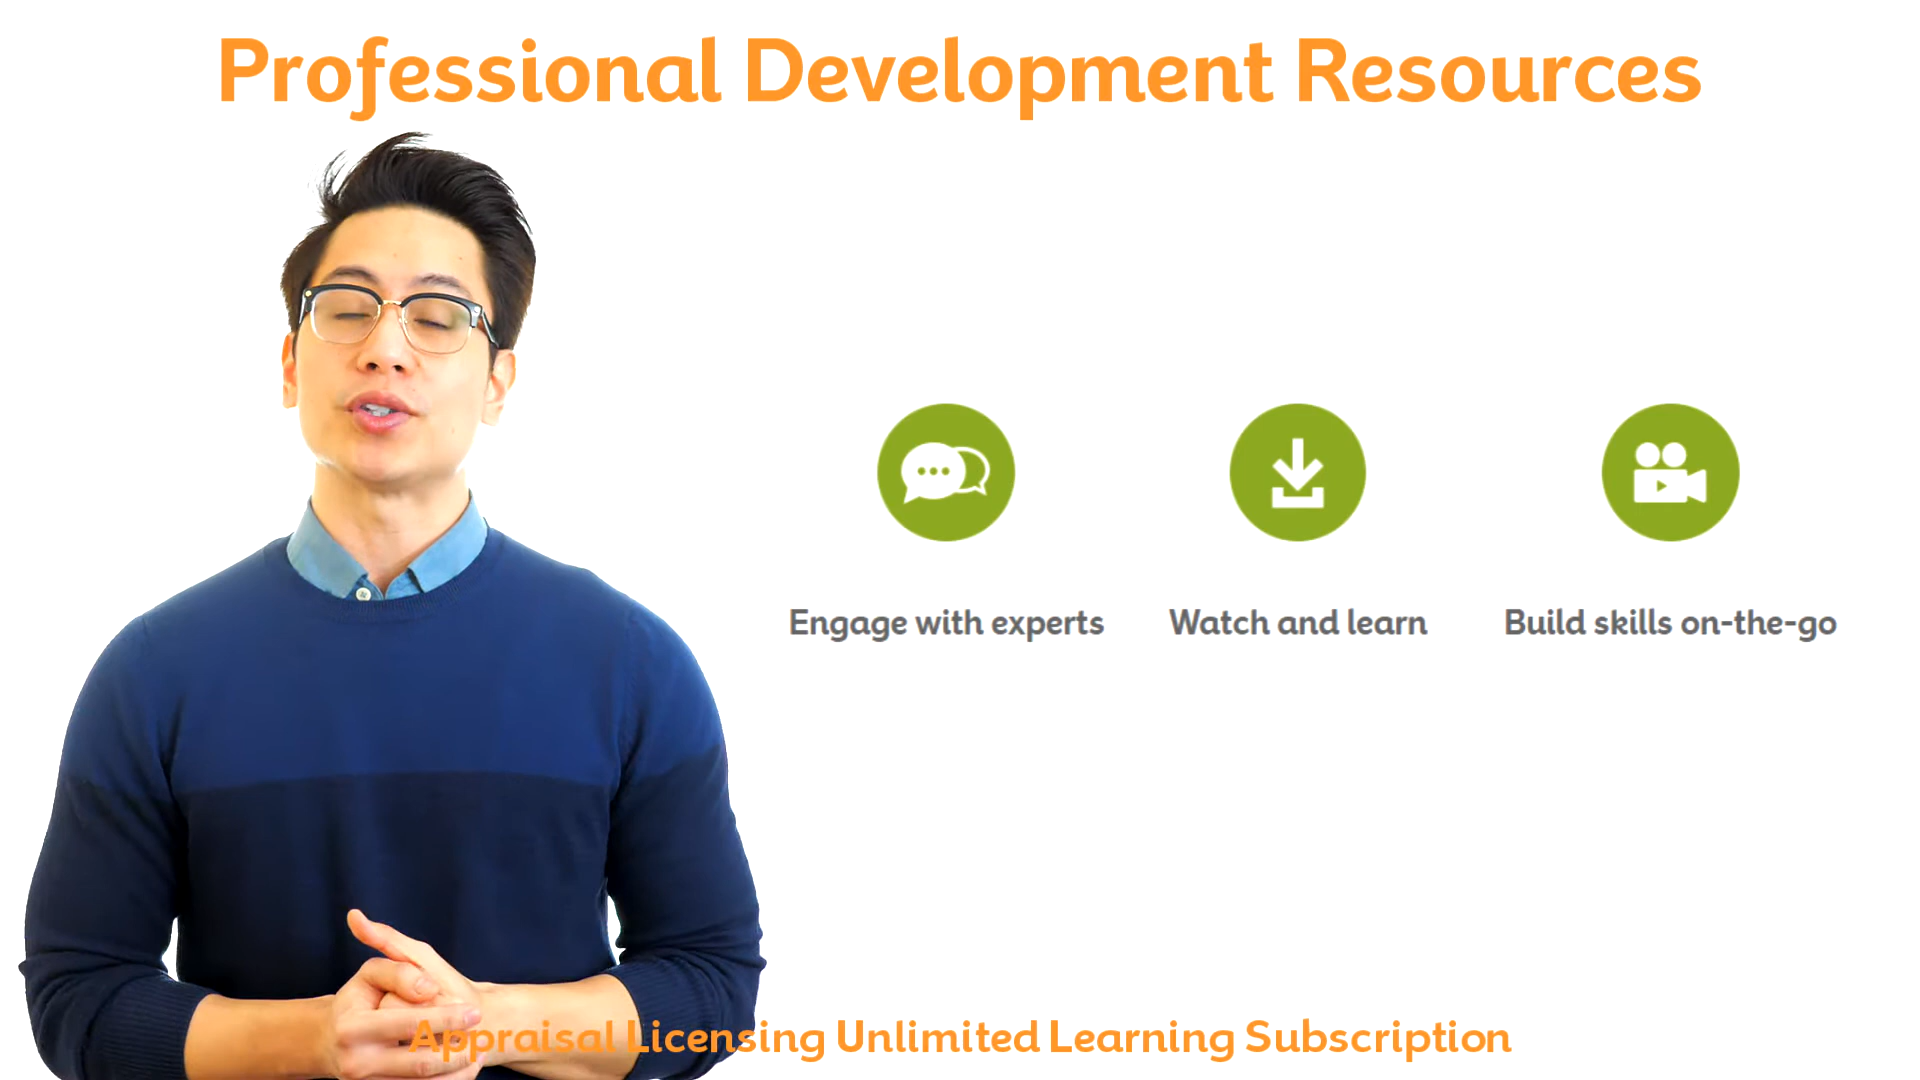 Professional Development Resources
Engage with experts
Watch and learn
Build skills on-the-go
Appraisal Licensing Unlimited Learning Subscription